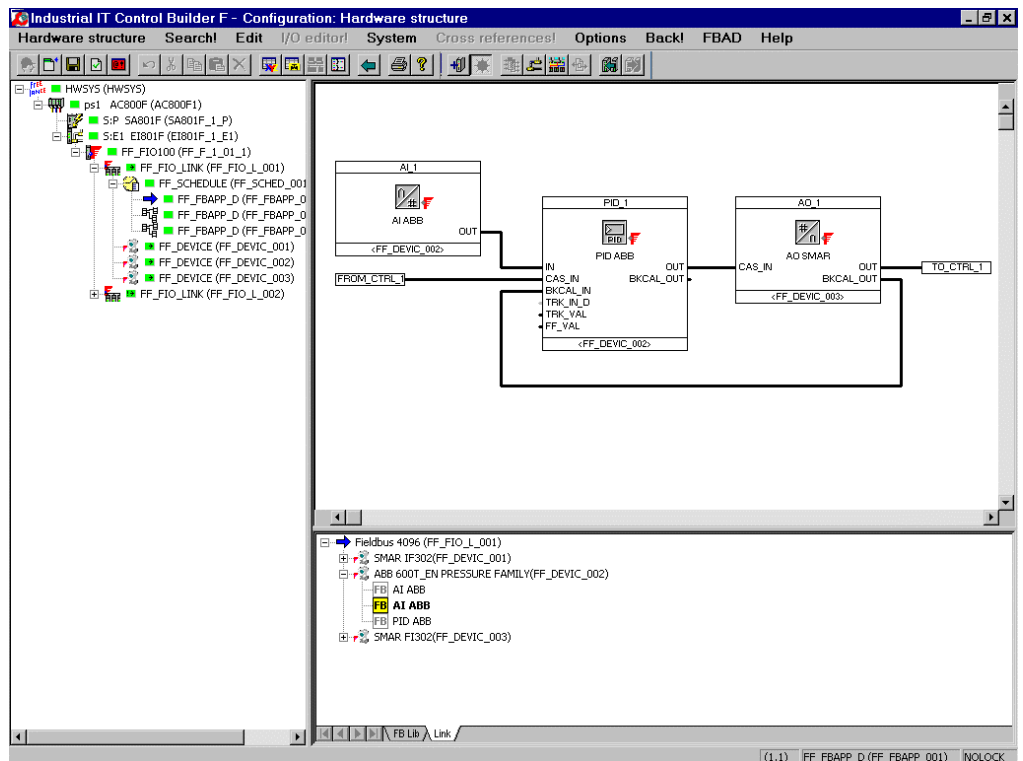 Industrial IT Control Builder F - Configuration: Hardware structure
Hardware structure Search! Edit I/O editor! System Cross references! Options Back! FBAD Help
HWSYS (HWSYS)
ps1 AC800F (AC800F1)
S:P SA801F (SA801F_1_P)
S:E1 EI801F (EI801F_1_E1)
FF_FIO100 (FF_F_1_01_1)
FF_FIO_LINK (FF_FIO_L_001)
FF_SCHEDULE (FF_SCHED_001
FF_FBAPP_D (FF_FBAPP_0
FF_FBAPP_D (FF_FBAPP_0
FF_FBAPP_D (FF_FBAPP_0
FF_DEVICE (FF_DEVIC_001)
FF_DEVICE (FF_DEVIC_002)
FF_DEVICE (FF_DEVIC_003)
FF_FIO_LINK (FF_FIO_L_002)
AI_1
AI ABB
OUT
<FF_DEVIC_002>
FROM_CTRL_1
PID_1
PID
PID ABB
IN OUT
CAS_IN BKCAL_OUT
BKCAL_IN
TRK_IN_D
TRK_VAL
FF_VAL
<FF_DEVIC_002>
AO_1
AO SMAR
CAS_IN OUT
BKCAL_OUT
<FF_DEVIC_003>
TO_CTRL_1
Fieldbus 4096 (FF_FIO_L_001)
SMAR IF302(FF_DEVIC_001)
ABB 600T_EN PRESSURE FAMILY(FF_DEVIC_002)
FB AI ABB
FB AI ABB
FB PID ABB
SMAR FI302(FF_DEVIC_003)
FB Lib Link
(1,1) FF_FBAPP_D (FF_FBAPP_001) NOLOCK